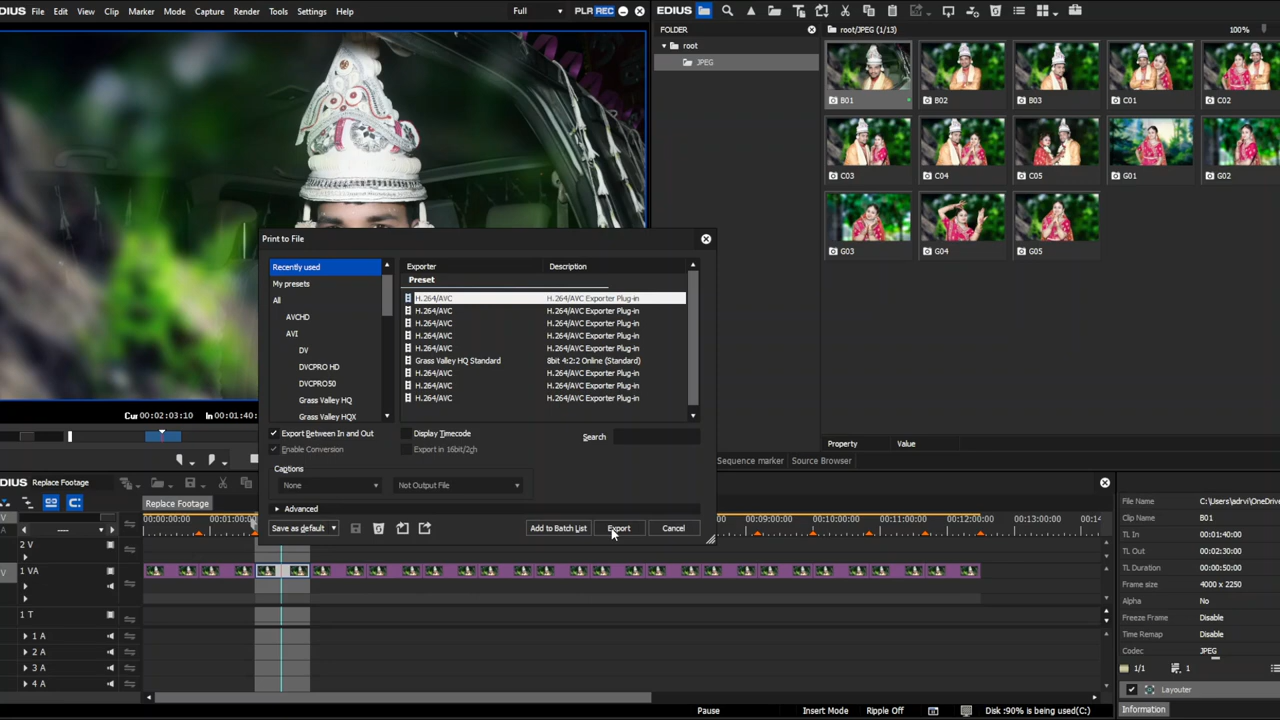 DIUS File Edit View Clip Marker Mode Capture Render Tools Settings Help Full PLR REC
EDIUS
FOLDER
root
JPEG
root/JPEG (1/13) 100%
B01 B02 B03 C01 C02
C03 C04 C05 G01 G02
G03 G04 G05
Print to File
Recently used
My presets
All
AVCHD
AVI
DV
DVCPRO HD
DVCPRO50
Grass Valley HQ
Grass Valley HQX
Exporter Description
Preset
H.264/AVC H.264/AVC Exporter Plug-in
H.264/AVC H.264/AVC Exporter Plug-in
H.264/AVC H.264/AVC Exporter Plug-in
H.264/AVC H.264/AVC Exporter Plug-in
H.264/AVC H.264/AVC Exporter Plug-in
Grass Valley HQ Standard 8bit 4:2:2 Online (Standard)
H.264/AVC H.264/AVC Exporter Plug-in
H.264/AVC H.264/AVC Exporter Plug-in
H.264/AVC H.264/AVC Exporter Plug-in
Cur 00:02:03:10 In 00:01:40:
Export Between In and Out Display Timecode Search
Enable Conversion Export in 16bit/2ch
Captions
None Not Output File
Advanced
Save as default Add to Batch List Export Cancel
Property Value
Sequence marker Source Browser
DIUS Replace Footage
Replace Footage
00:00:00:00 00:09:00:00 00:10:00:00 00:11:00:00 00:12:00:00 00:13:00:00 00:14
2 V
1 VA
1 T
1 A
2 A
3 A
4 A
File Name C:\Users\adrvi\OneDrive
Clip Name B01
TL In 00:01:40:00
TL Out 00:02:30:00
TL Duration 00:00:50:00
Frame size 4000 x 2250
Alpha No
Freeze Frame Disable
Time Remap Disable
Codec JPEG
1/1 1
Layouter
Information
Pause Insert Mode Ripple Off Disk :90% is being used(C:)